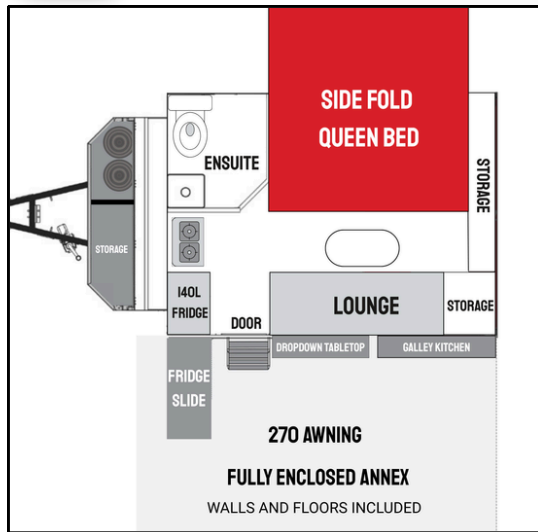 SIDE FOLD
QUEEN BED
ENSUITE
STORAGE
STORAGE
140L
FRIDGE
DOOR
LOUNGE
STORAGE
DROPDOWN TABLETOP
GALLEY KITCHEN
FRIDGE
SLIDE
270 AWNING
FULLY ENCLOSED ANNEX
WALLS AND FLOORS INCLUDED